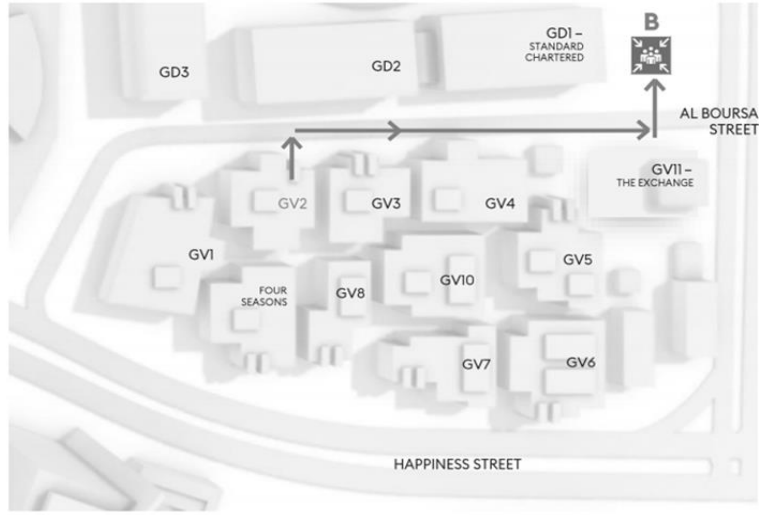 B
GD1 –
STANDARD
CHARTERED
GD3
GD2
AL BOURSA
STREET
GV11 –
THE EXCHANGE
GV2
GV3
GV4
GV1
GV5
GV10
FOUR
SEASONS
GV8
GV7
GV6
HAPPINESS STREET